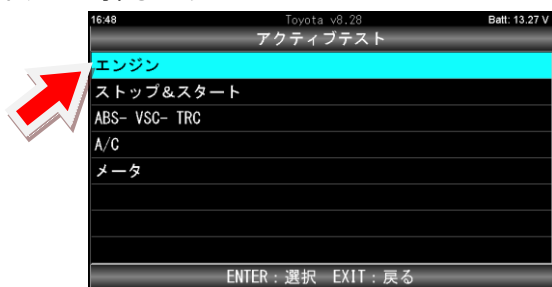 16:48 Toyota v8.28 Batt: 13.27 V
アクティブテスト
エンジン
ストップ&スタート
ABS- VSC- TRC
A/C
メータ
ENTER：選択 EXIT：戻る